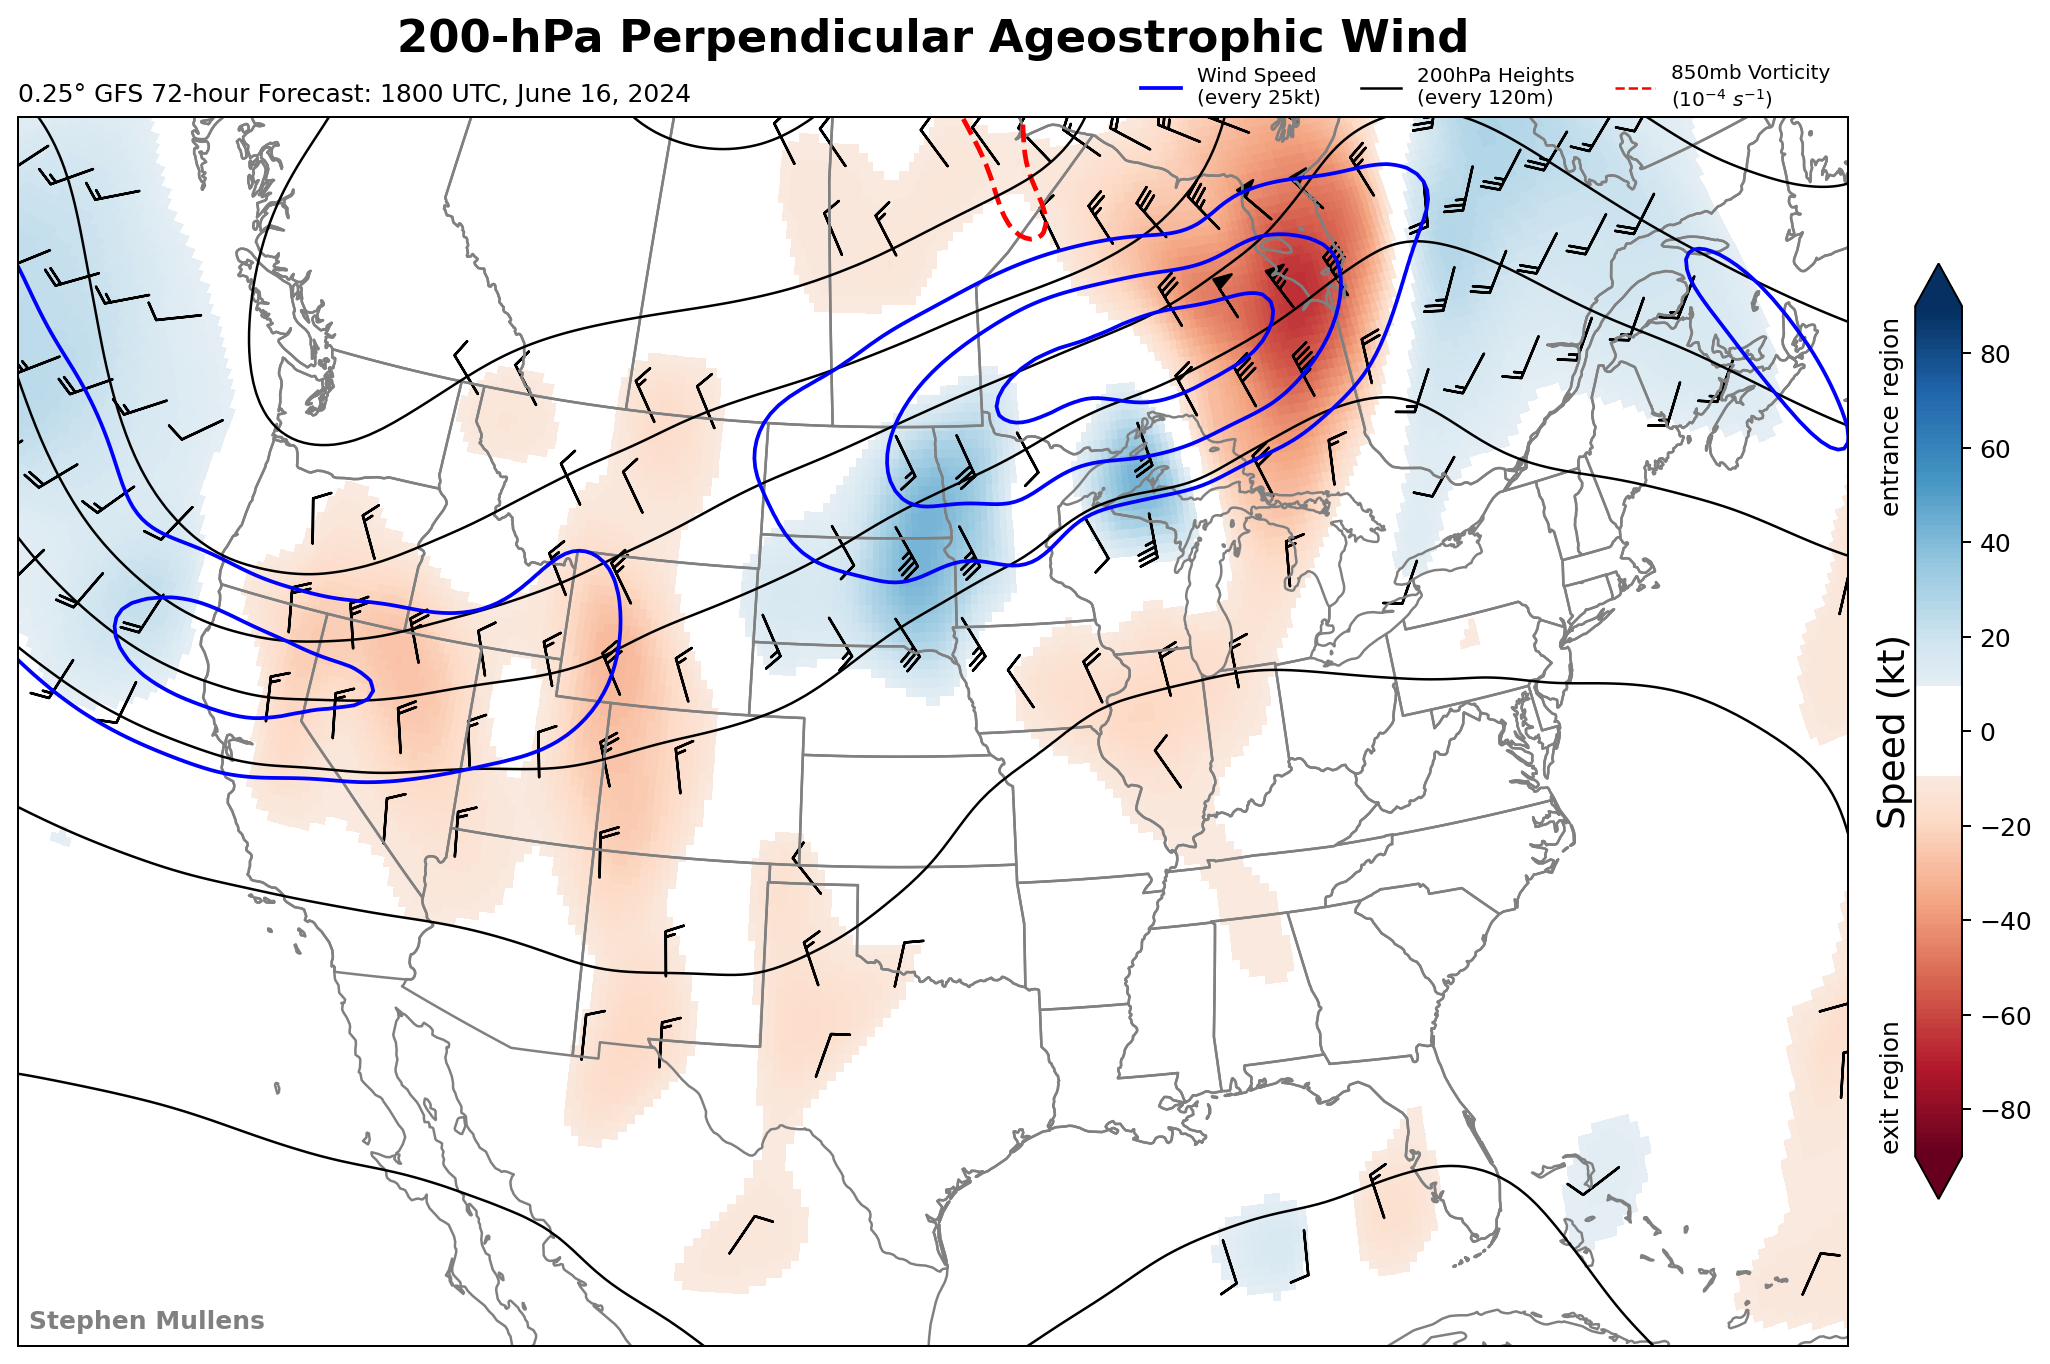 200-hPa Perpendicular Ageostrophic Wind
0.25° GFS 72-hour Forecast: 1800 UTC, June 16, 2024
Wind Speed
(every 25kt)
200hPa Heights
(every 120m)
850mb Vorticity
(10⁻⁴ s⁻¹)
entrance region
Speed (kt)
exit region
80
60
40
20
0
−20
−40
−60
−80
Stephen Mullens